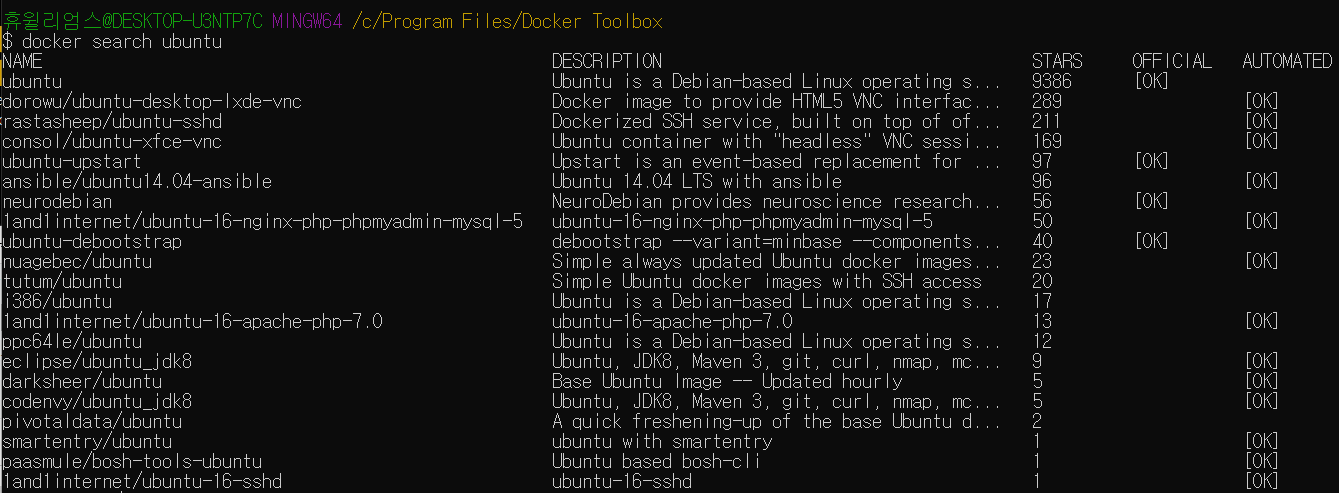 휴윌리엄스@DESKTOP-U3NTP7C MINGW64 /c/Program Files/Docker Toolbox
$ docker search ubuntu
NAME DESCRIPTION STARS OFFICIAL AUTOMATED
ubuntu Ubuntu is a Debian-based Linux operating s... 9386 [OK]
dorowu/ubuntu-desktop-lxde-vnc Docker image to provide HTML5 VNC interfac... 289 [OK]
rastasheep/ubuntu-sshd Dockerized SSH service, built on top of of... 211 [OK]
consol/ubuntu-xfce-vnc Ubuntu container with "headless" VNC sessi... 169 [OK]
ubuntu-upstart Upstart is an event-based replacement for ... 97 [OK]
ansible/ubuntu14.04-ansible Ubuntu 14.04 LTS with ansible 96 [OK]
neurodebian NeuroDebian provides neuroscience research... 56 [OK]
1and1internet/ubuntu-16-nginx-php-phpmyadmin-mysql-5 ubuntu-16-nginx-php-phpmyadmin-mysql-5 50 [OK]
ubuntu-debootstrap debootstrap --variant=minbase --components... 40 [OK]
nuagebec/ubuntu Simple always updated Ubuntu docker images... 23 [OK]
tutum/ubuntu Simple Ubuntu docker images with SSH access 20
i386/ubuntu Ubuntu is a Debian-based Linux operating s... 17
1and1internet/ubuntu-16-apache-php-7.0 ubuntu-16-apache-php-7.0 13 [OK]
ppc64le/ubuntu Ubuntu is a Debian-based Linux operating s... 12
eclipse/ubuntu_jdk8 Ubuntu, JDK8, Maven 3, git, curl, nmap, mc... 9 [OK]
darksheer/ubuntu Base Ubuntu Image -- Updated hourly 5 [OK]
codenvy/ubuntu_jdk8 Ubuntu, JDK8, Maven 3, git, curl, nmap, mc... 5 [OK]
pivotaldata/ubuntu A quick freshening-up of the base Ubuntu d... 2
smartentry/ubuntu ubuntu with smartentry 1 [OK]
paasmule/bosh-tools-ubuntu Ubuntu based bosh-cli 1 [OK]
1and1internet/ubuntu-16-sshd ubuntu-16-sshd 1 [OK]